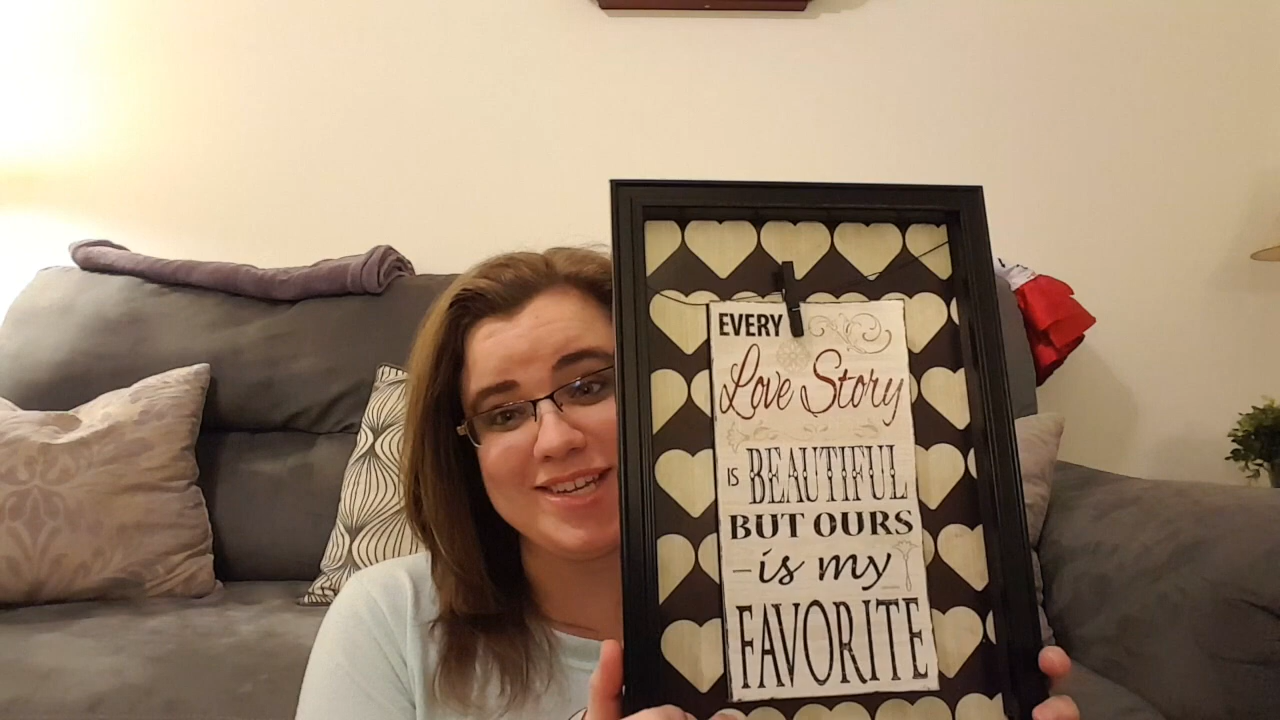 EVERY
Love Story
IS BEAUTIFUL
BUT OURS
is my
FAVORITE